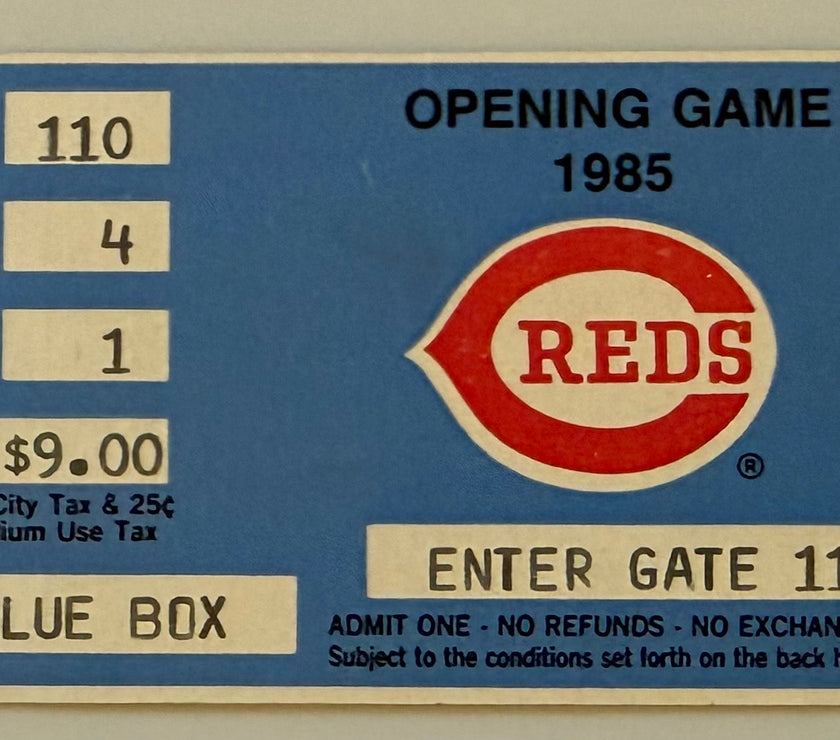 110
4
1
$9.00
City Tax & 25¢
ium Use Tax
LUE BOX
OPENING GAME
1985
REDS
®
ENTER GATE 11
ADMIT ONE - NO REFUNDS - NO EXCHAN
Subject to the conditions set forth on the back h